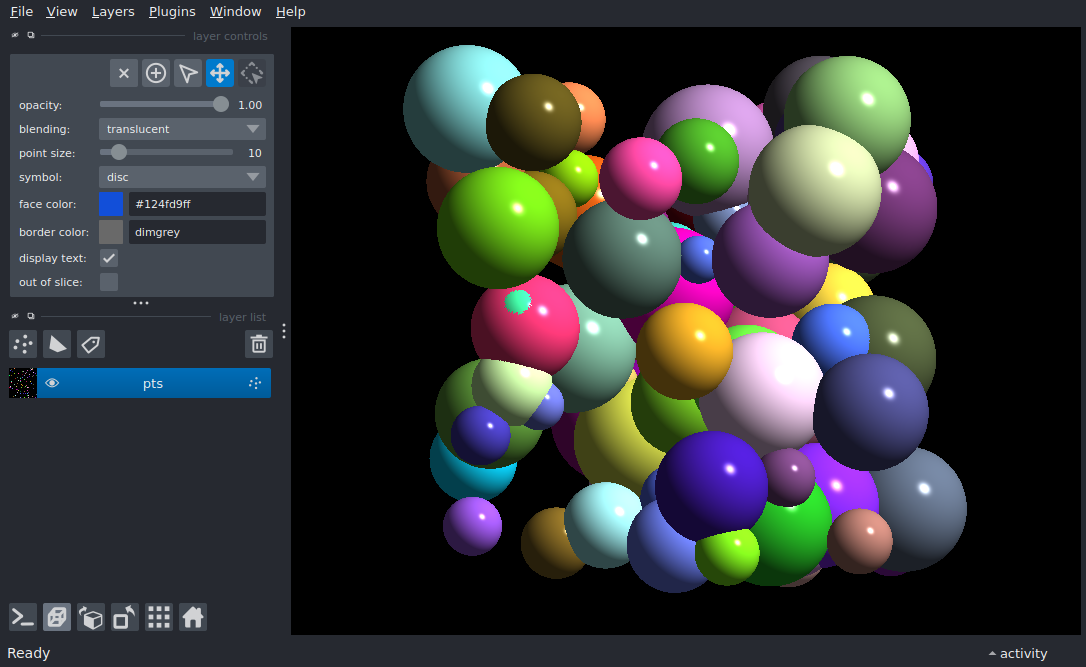 File View Layers Plugins Window Help
layer controls
opacity: 1.00
blending: translucent
point size: 10
symbol: disc
face color: #124fd9ff
border color: dimgrey
display text:
out of slice:
layer list
pts
Ready
activity